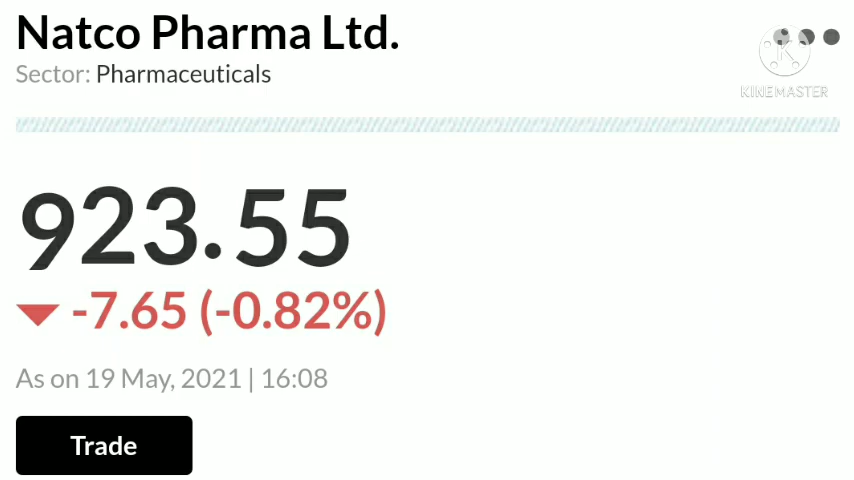 Natco Pharma Ltd.
Sector: Pharmaceuticals
K
KINEMASTER
923.55
-7.65 (-0.82%)
As on 19 May, 2021 | 16:08
Trade